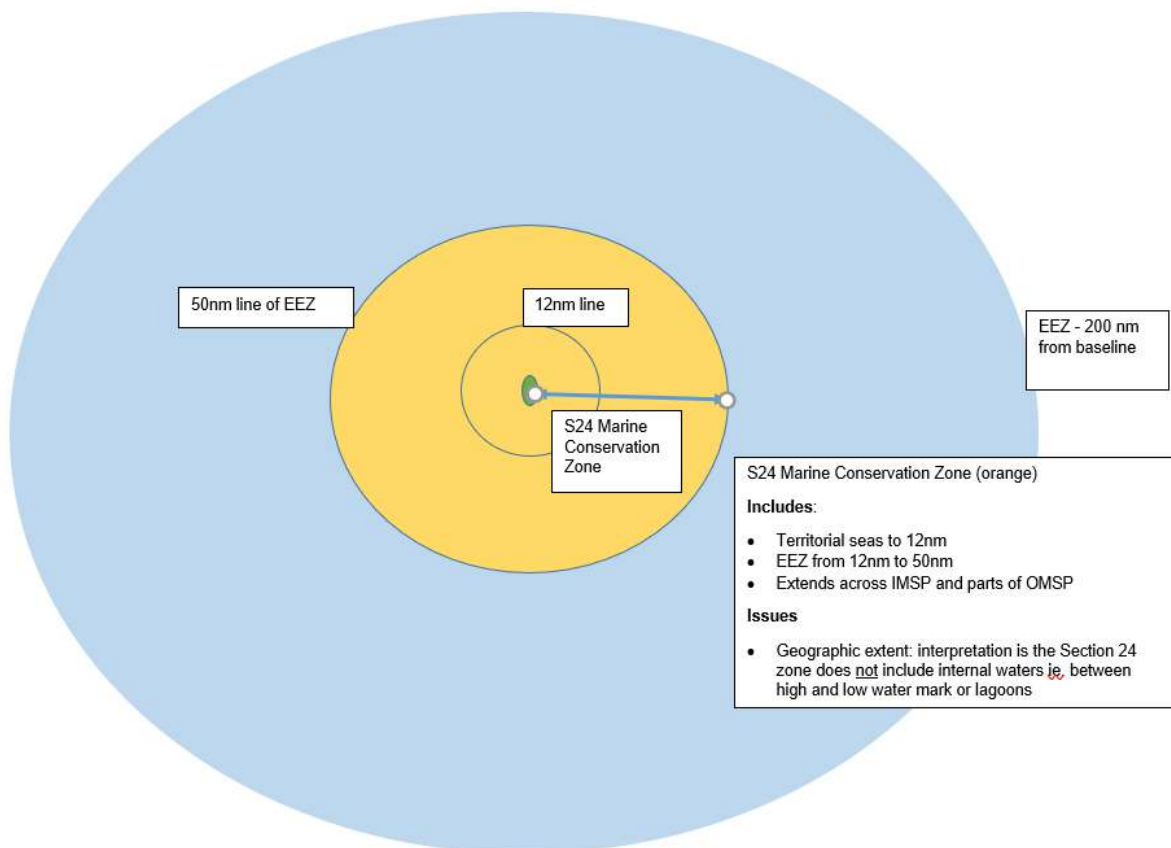 50nm line of EEZ
12nm line
EEZ - 200 nm
from baseline
S24 Marine
Conservation
Zone
S24 Marine Conservation Zone (orange)
Includes:
• Territorial seas to 12nm
• EEZ from 12nm to 50nm
• Extends across IMSP and parts of OMSP
Issues
• Geographic extent: interpretation is the Section 24
zone does not include internal waters ie. between
high and low water mark or lagoons